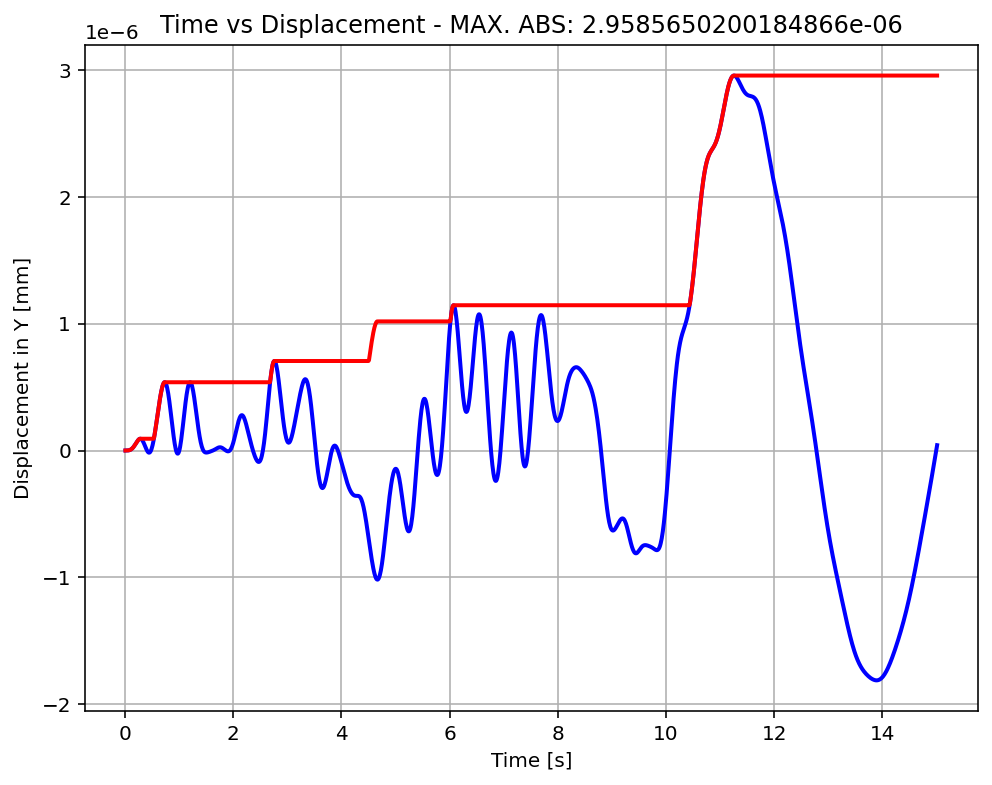 Time vs Displacement - MAX. ABS: 2.9585650200184866e-06
1e−6
3
2
1
0
−1
−2
Displacement in Y [mm]
0 2 4 6 8 10 12 14
Time [s]